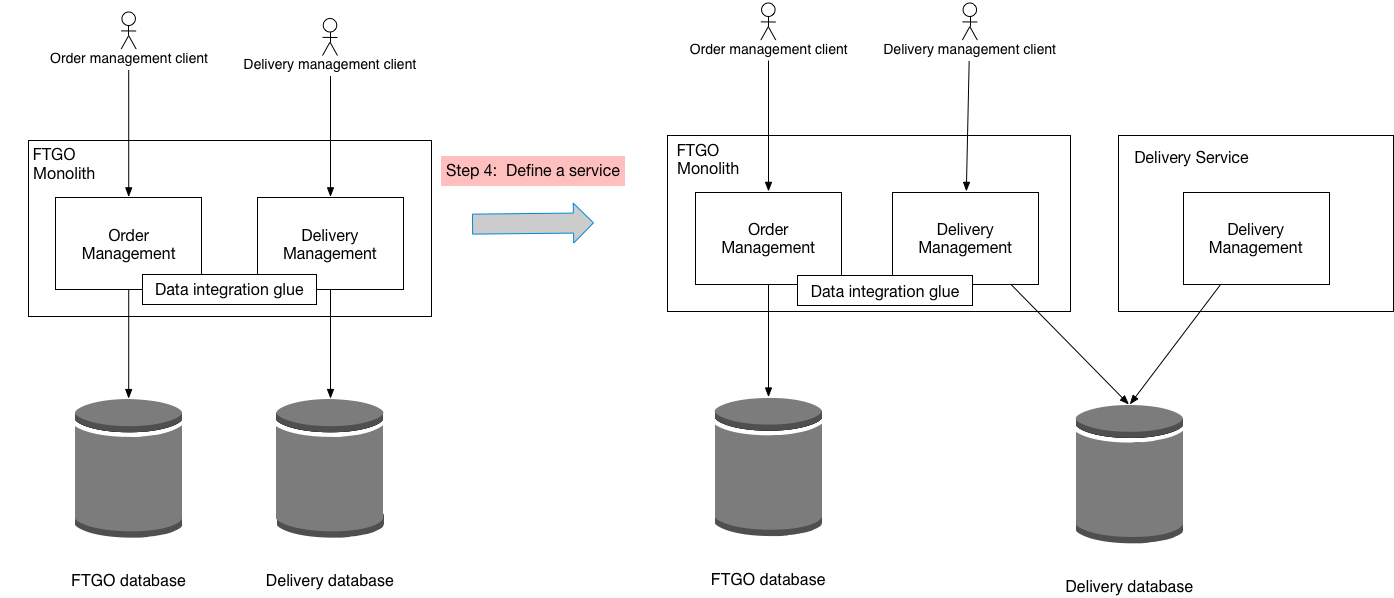 Order management client
Delivery management client
FTGO
Monolith
Order
Management
Delivery
Management
Data integration glue
FTGO database
Delivery database
Step 4:  Define a service
Order management client
Delivery management client
FTGO
Monolith
Order
Management
Delivery
Management
Data integration glue
Delivery Service
Delivery
Management
FTGO database
Delivery database